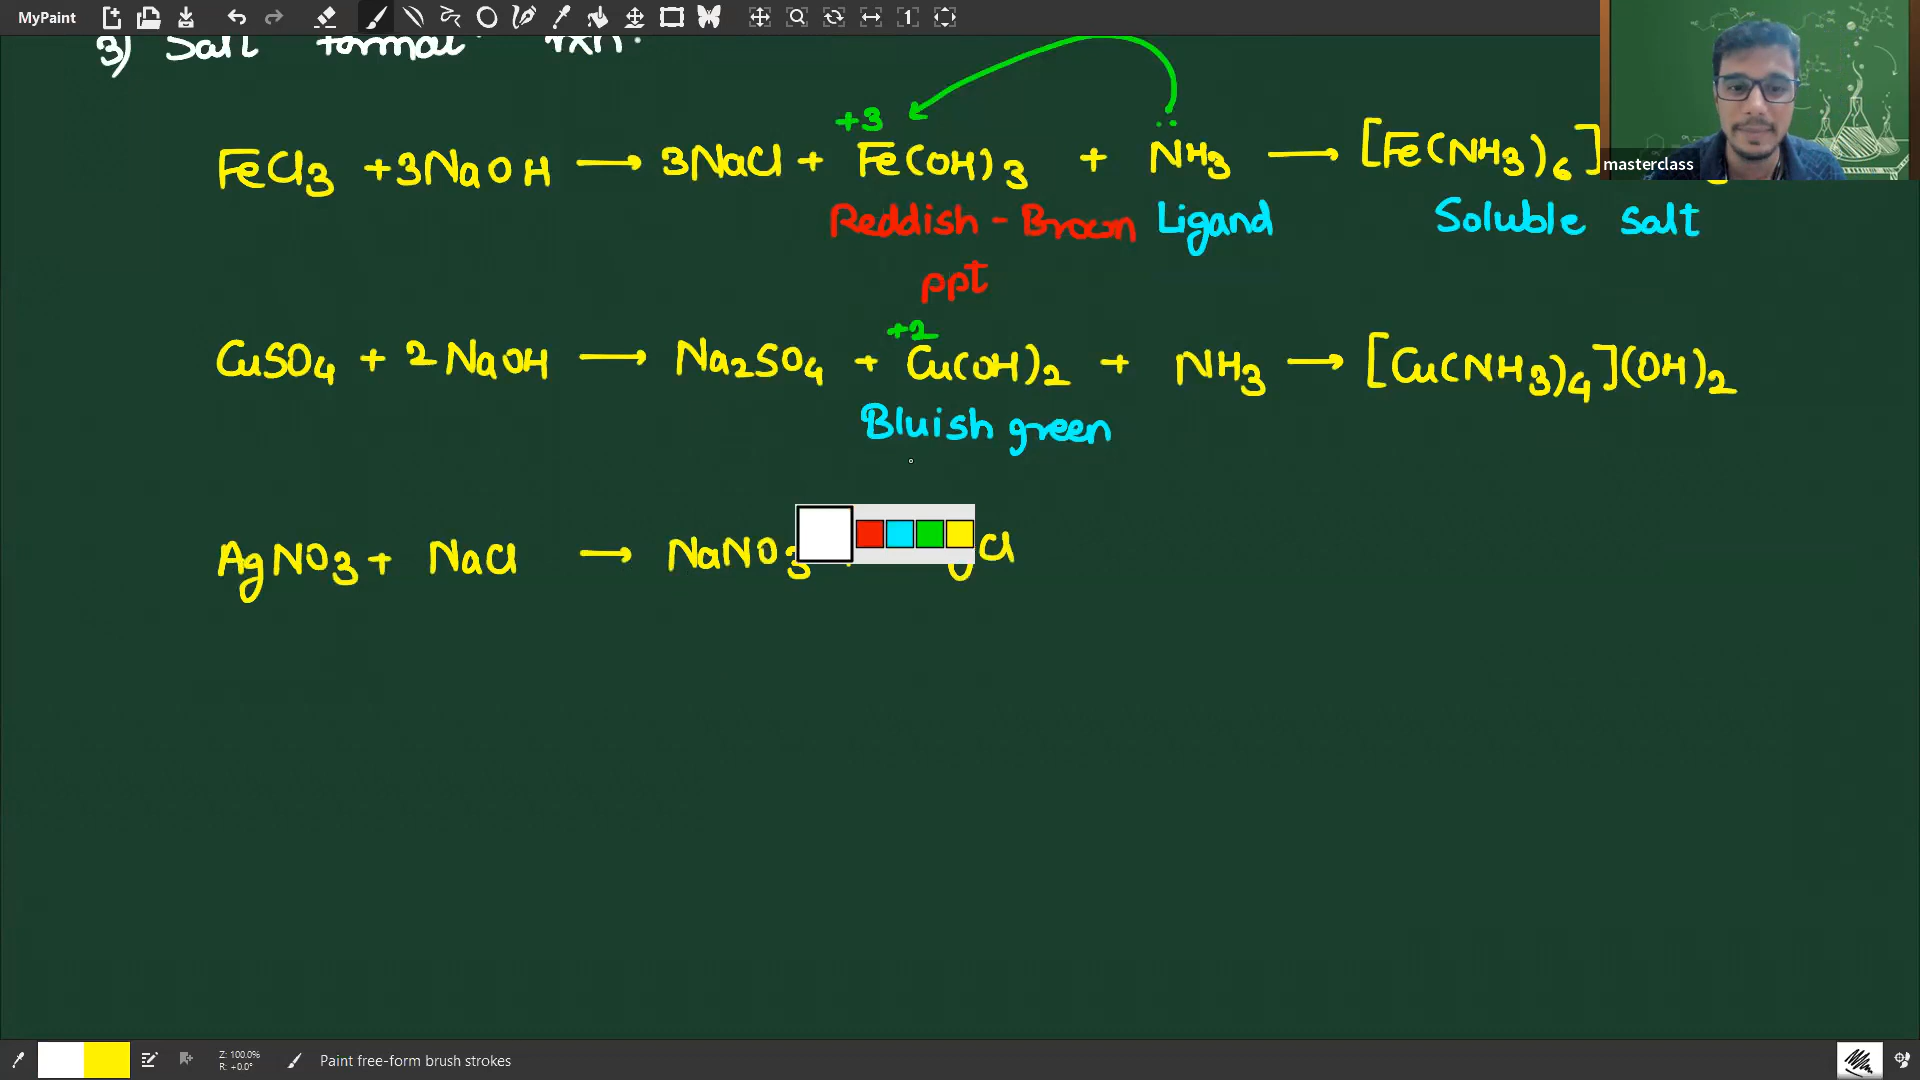 MyPaint
3) Salt
+3
FeCl3 +3NaOH → 3NaCl + Fe(OH)3 + NH3 → [Fe(NH3)6]
masterclass
Reddish - Brown Ligand Soluble salt
ppt
+2
CuSO4 + 2NaOH → Na2SO4 + Cu(OH)2 + NH3 → [Cu(NH3)4](OH)2
Bluish green
AgNO3 + NaCl → NaNO3 Cl
Z: 100.0%
R: +0.0°
Paint free-form brush strokes